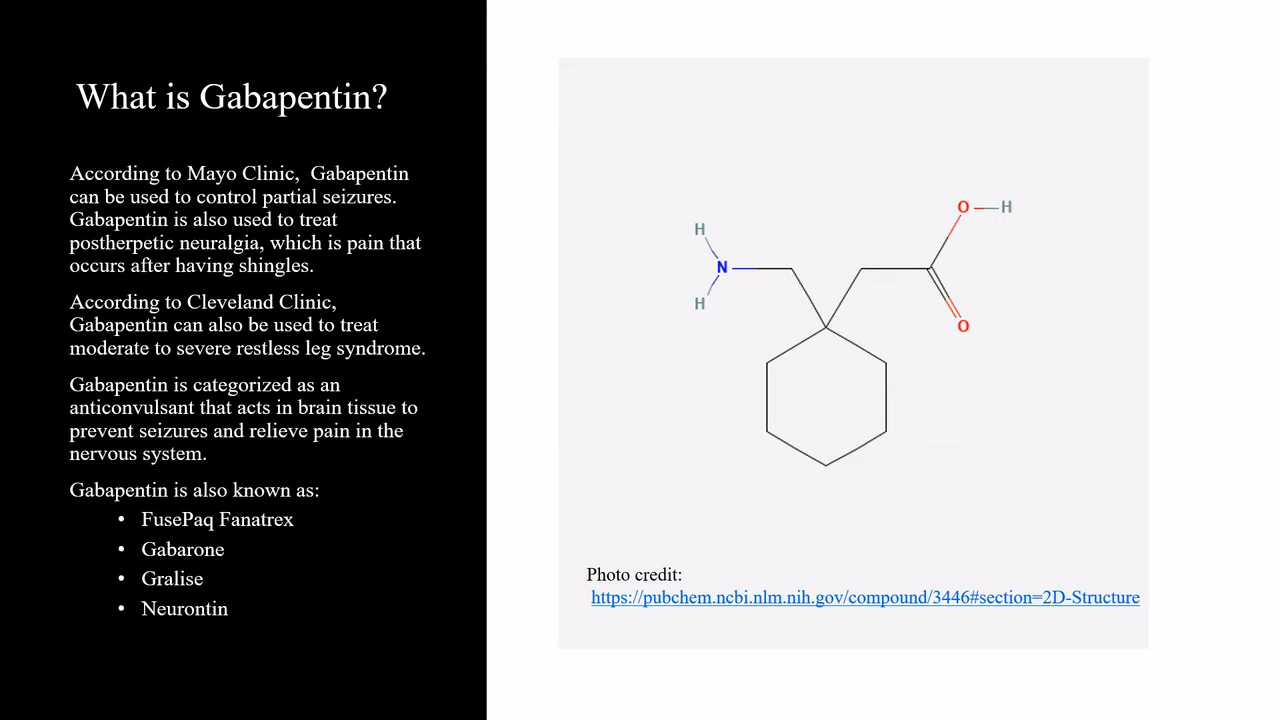 What is Gabapentin?
According to Mayo Clinic,  Gabapentin
can be used to control partial seizures.
Gabapentin is also used to treat
postherpetic neuralgia, which is pain that
occurs after having shingles.
According to Cleveland Clinic,
Gabapentin can also be used to treat
moderate to severe restless leg syndrome.
Gabapentin is categorized as an
anticonvulsant that acts in brain tissue to
prevent seizures and relieve pain in the
nervous system.
Gabapentin is also known as:
• FusePaq Fanatrex
• Gabarone
• Gralise
• Neurontin
O H
H
N
H
O
Photo credit:
https://pubchem.ncbi.nlm.nih.gov/compound/3446#section=2D-Structure